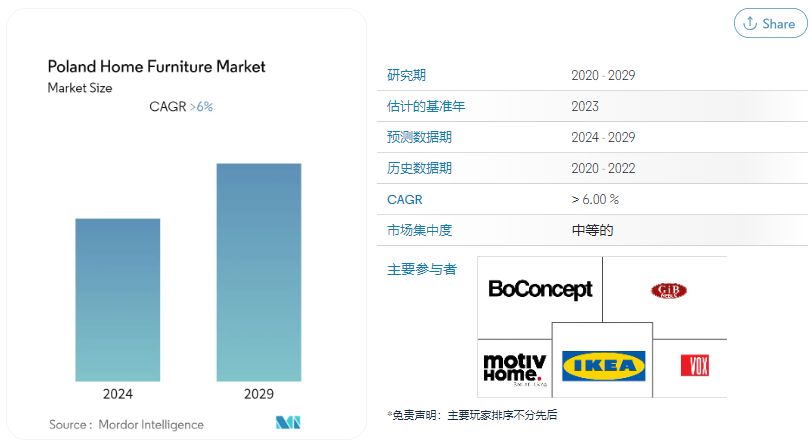 Share
Poland Home Furniture Market
Market Size
CAGR >6%
2024
2029
Source : Mordor Intelligence
研究期 2020 - 2029
估计的基准年 2023
预测数据期 2024 - 2029
历史数据期 2020 - 2022
CAGR > 6.00 %
市场集中度 中等的
主要参与者
BoConcept
GiB
MEBLE
motiv
HOME.
IKEA
VOX
*免责声明：主要玩家排序不分先后